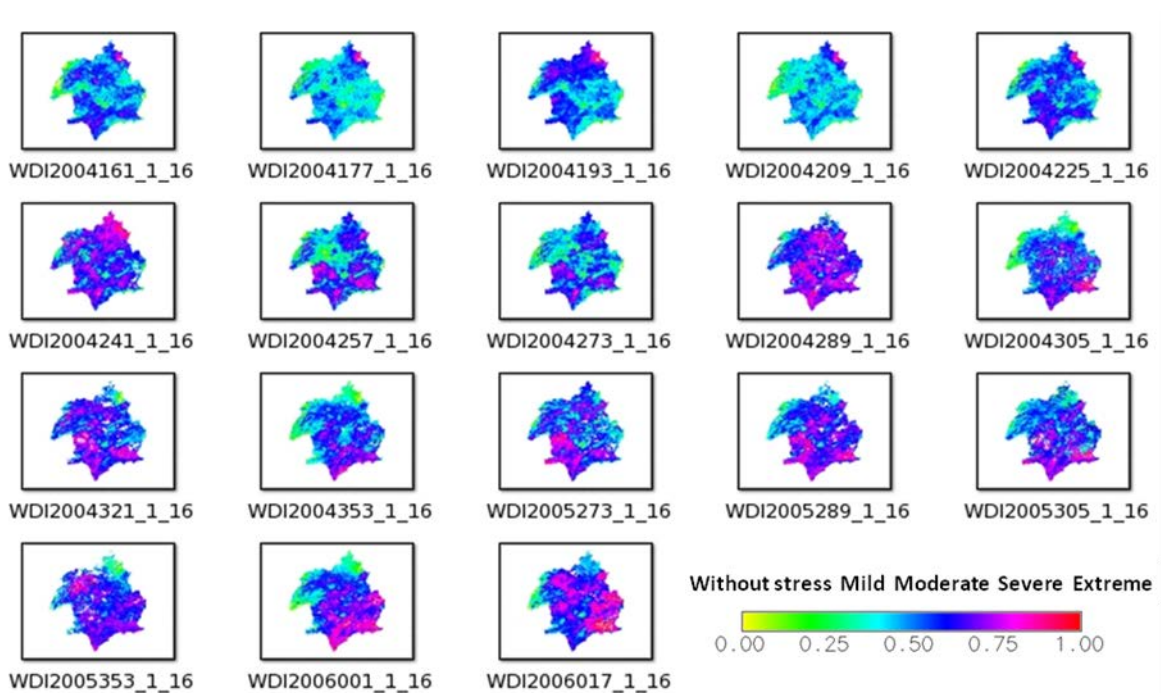 WDI2004161_1_16 WDI2004177_1_16 WDI2004193_1_16 WDI2004209_1_16 WDI2004225_1_16
WDI2004241_1_16 WDI2004257_1_16 WDI2004273_1_16 WDI2004289_1_16 WDI2004305_1_16
WDI2004321_1_16 WDI2004353_1_16 WDI2005273_1_16 WDI2005289_1_16 WDI2005305_1_16
Without stress Mild Moderate Severe Extreme
0.00 0.25 0.50 0.75 1.00
WDI2005353_1_16 WDI2006001_1_16 WDI2006017_1_16